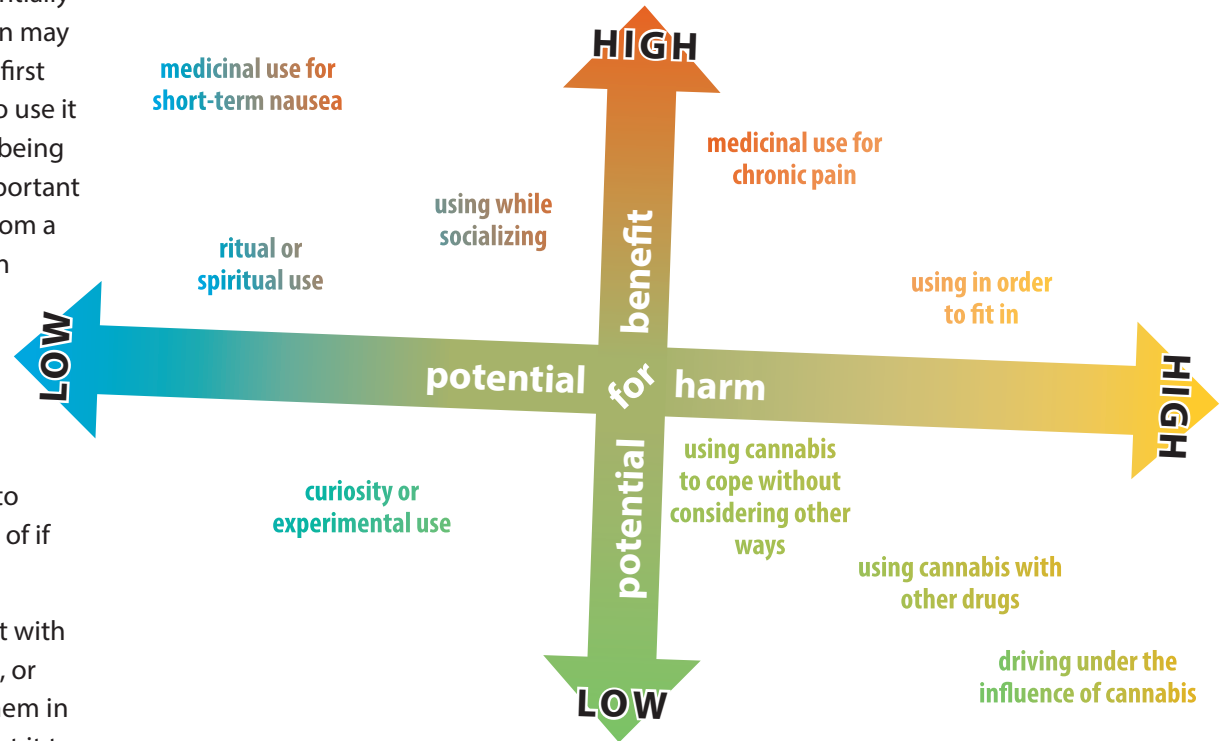 n may
first
o use it
being
portant
om a
n
to
of if
t with
, or
nem in
HIGH
medicinal use for
short-term nausea
medicinal use for
chronic pain
using while
socializing
ritual or
spiritual use
using in order
to fit in
benefit
LOW
potential for harm
HIGH
potential
curiosity or
experimental use
using cannabis
to cope without
considering other
ways
using cannabis with
other drugs
driving under the
influence of cannabis
LOW